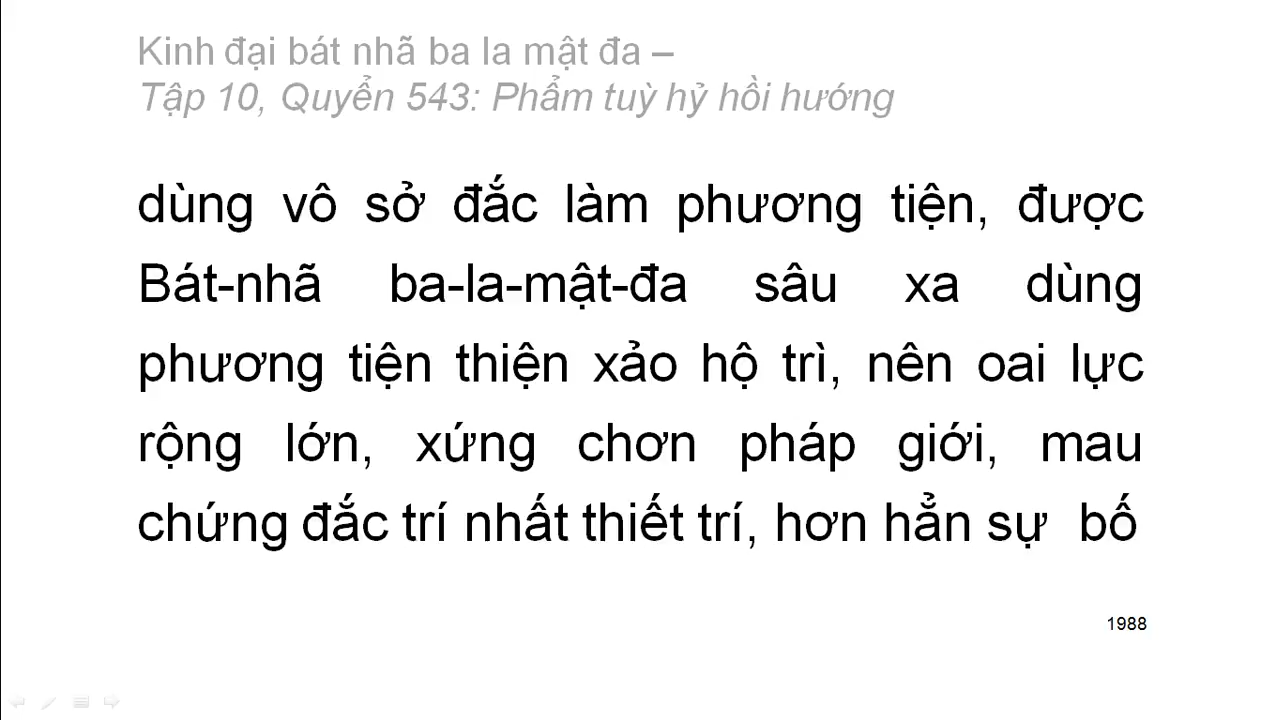 Kinh đại bát nhã ba la mật đa –
Tập 10, Quyển 543: Phẩm tuỳ hỷ hồi hướng
dùng vô sở đắc làm phương tiện, được
Bát-nhã ba-la-mật-đa sâu xa dùng
phương tiện thiện xảo hộ trì, nên oai lực
rộng lớn, xứng chơn pháp giới, mau
chứng đắc trí nhất thiết trí, hơn hẳn sự bố
1988